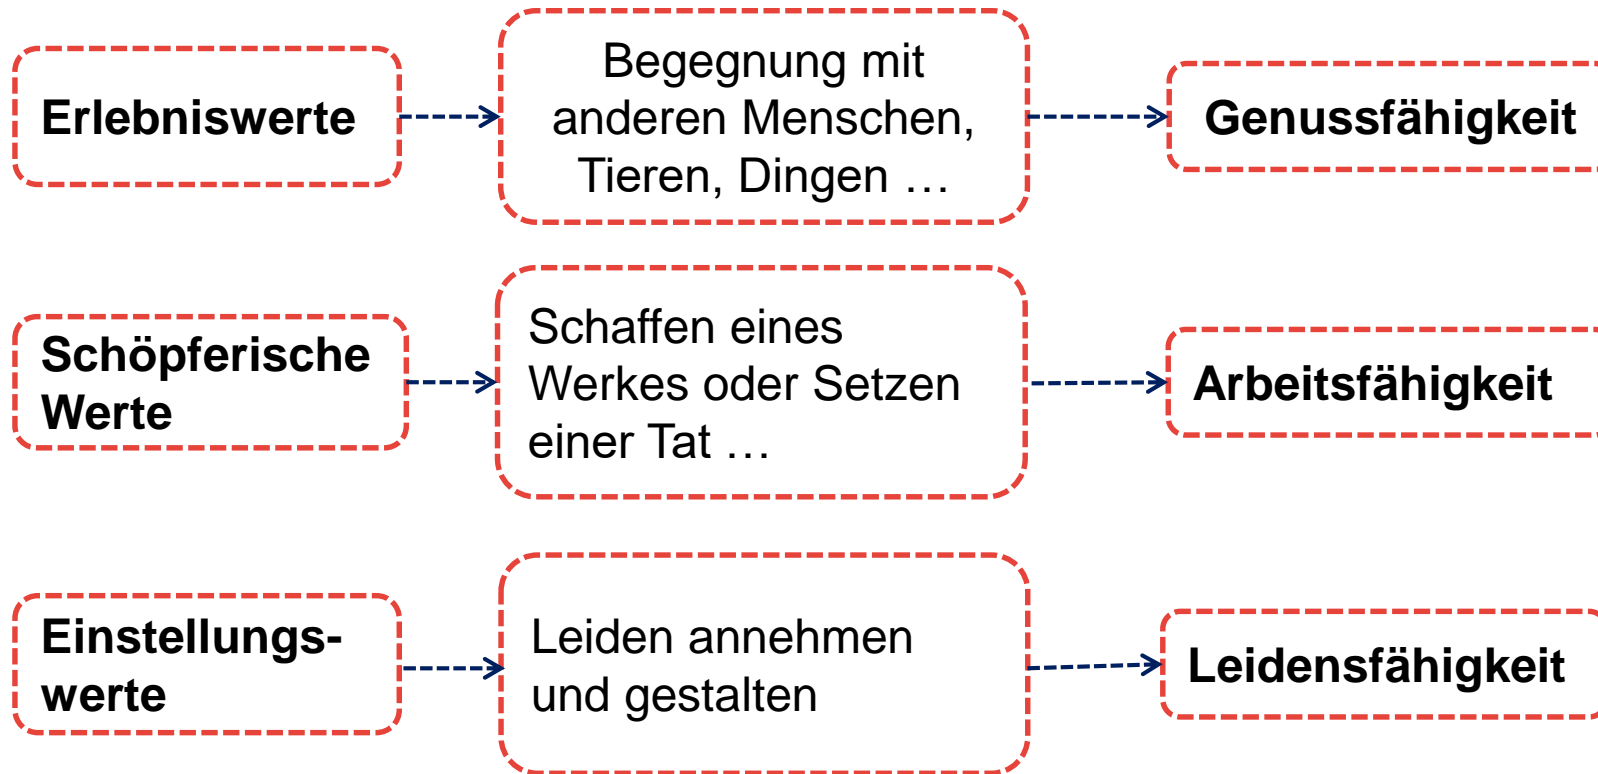 Erlebniswerte
Begegnung mit
anderen Menschen,
Tieren, Dingen …
Genussfähigkeit
Schöpferische
Werte
Schaffen eines
Werkes oder Setzen
einer Tat …
Arbeitsfähigkeit
Einstellungs-
werte
Leiden annehmen
und gestalten
Leidensfähigkeit